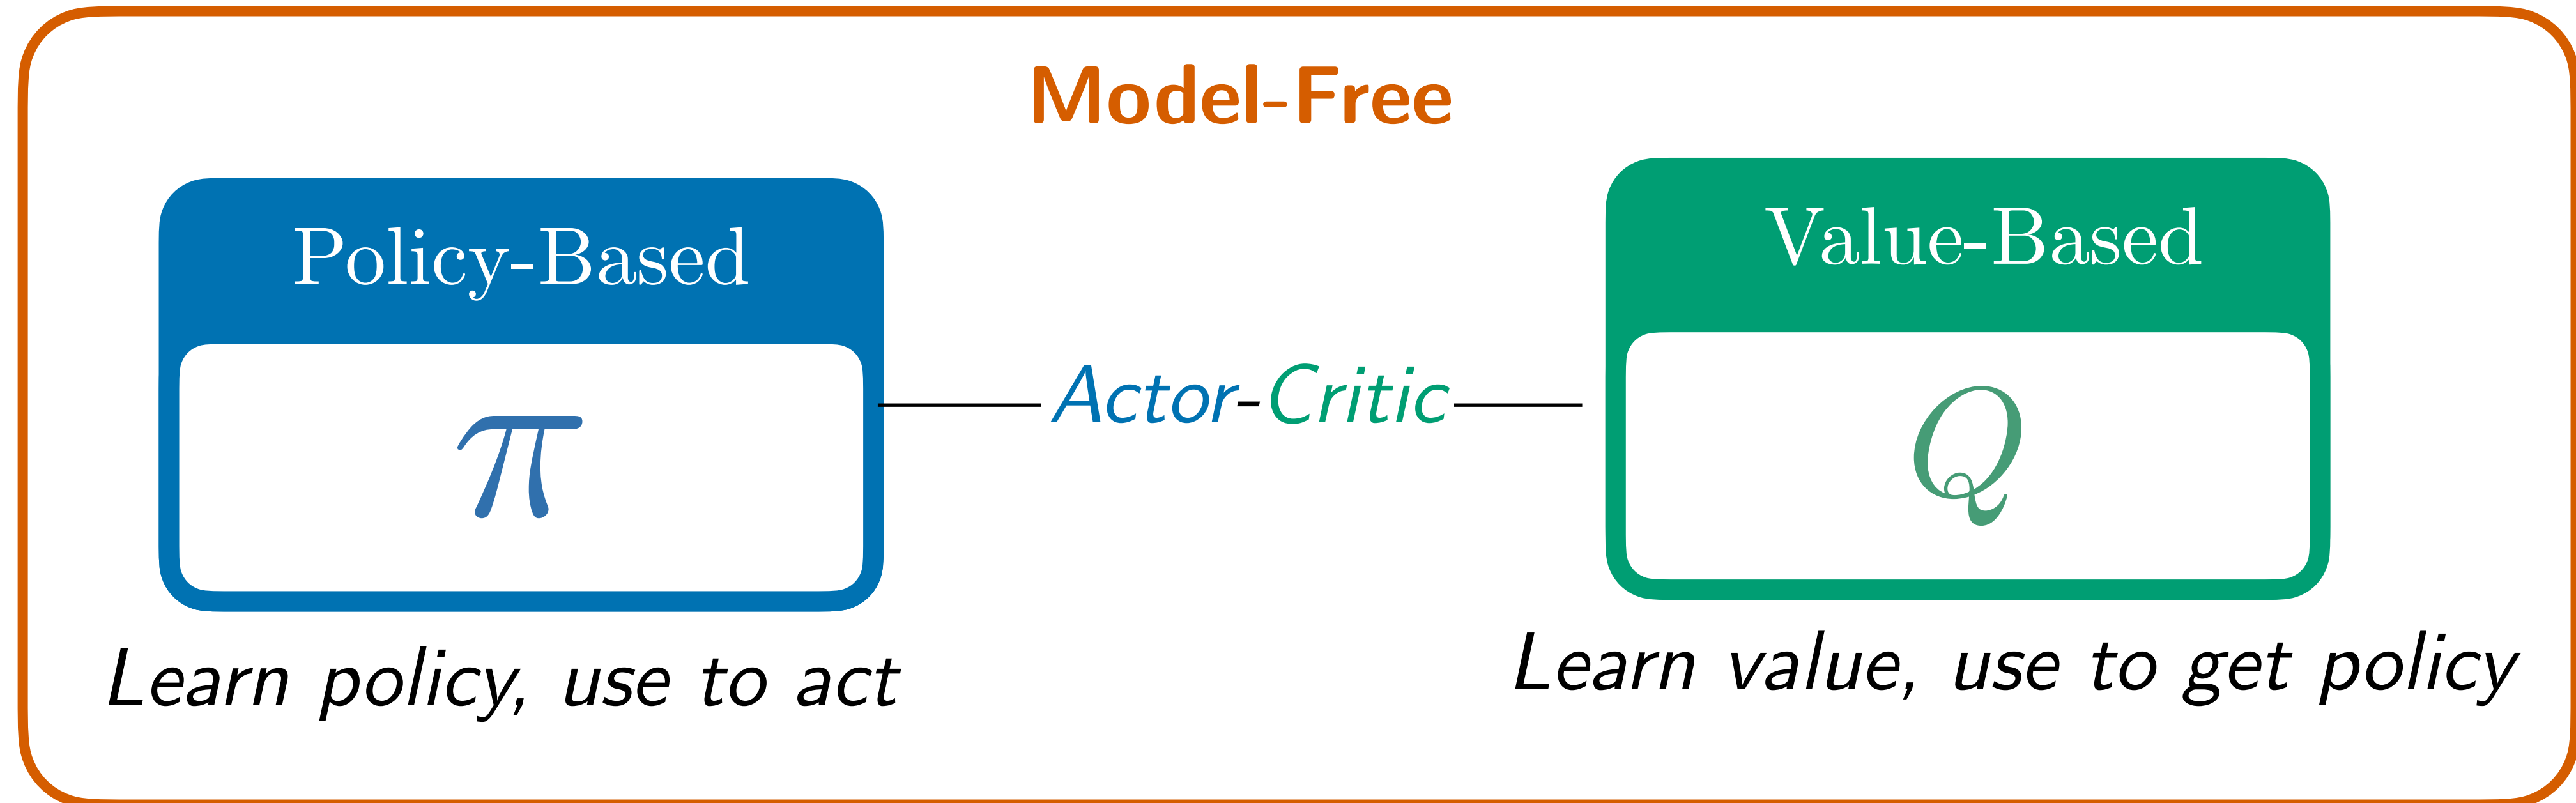 Model-Free
Policy-Based
π
Learn policy, use to act
Actor-Critic
Value-Based
Q
Learn value, use to get policy